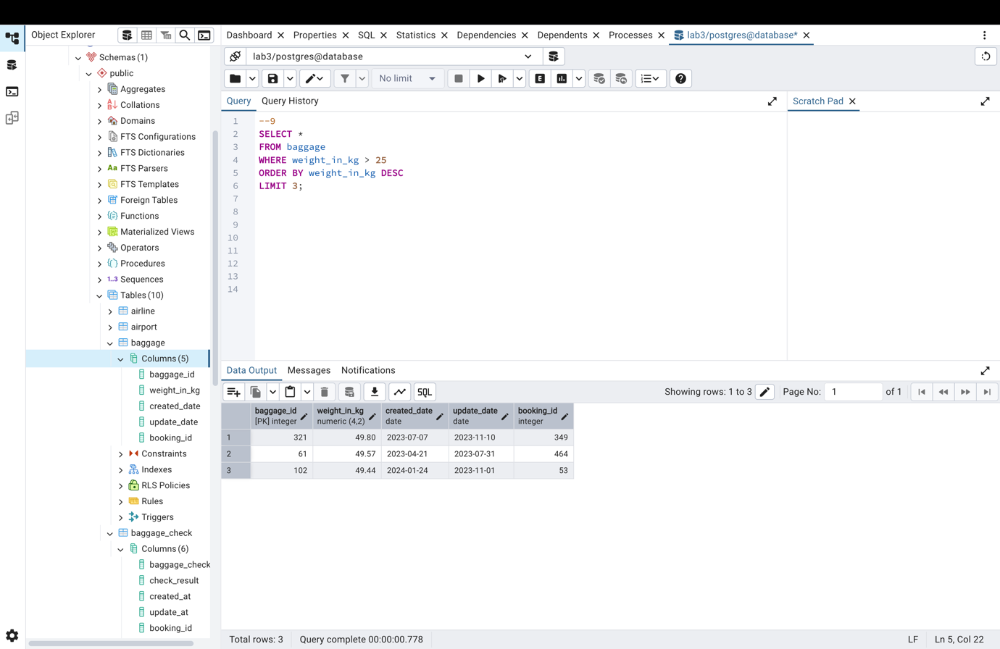 Object Explorer
Dashboard Properties SQL Statistics Dependencies Dependents Processes lab3/postgres@database*
lab3/postgres@database
No limit
Query Query History
Scratch Pad
Schemas (1)
public
Aggregates
Collations
Domains
FTS Configurations
FTS Dictionaries
Aa FTS Parsers
FTS Templates
Foreign Tables
Functions
Materialized Views
Operators
Procedures
1..3 Sequences
Tables (10)
airline
airport
baggage
Columns (5)
baggage_id
weight_in_kg
created_date
update_date
booking_id
Constraints
Indexes
RLS Policies
Rules
Triggers
baggage_check
Columns (6)
baggage_check
check_result
created_at
update_at
booking_id
1 --9
2 SELECT *
3 FROM baggage
4 WHERE weight_in_kg > 25
5 ORDER BY weight_in_kg DESC
6 LIMIT 3;
7
8
9
10
11
12
13
14
Data Output Messages Notifications
SQL Showing rows: 1 to 3 Page No: 1 of 1
baggage_id weight_in_kg created_date update_date booking_id
[PK] integer numeric (4,2) date date integer
1 321 49.80 2023-07-07 2023-11-10 349
2 61 49.57 2023-04-21 2023-07-31 464
3 102 49.44 2024-01-24 2023-11-01 53
Total rows: 3 Query complete 00:00:00.778 LF Ln 5, Col 22